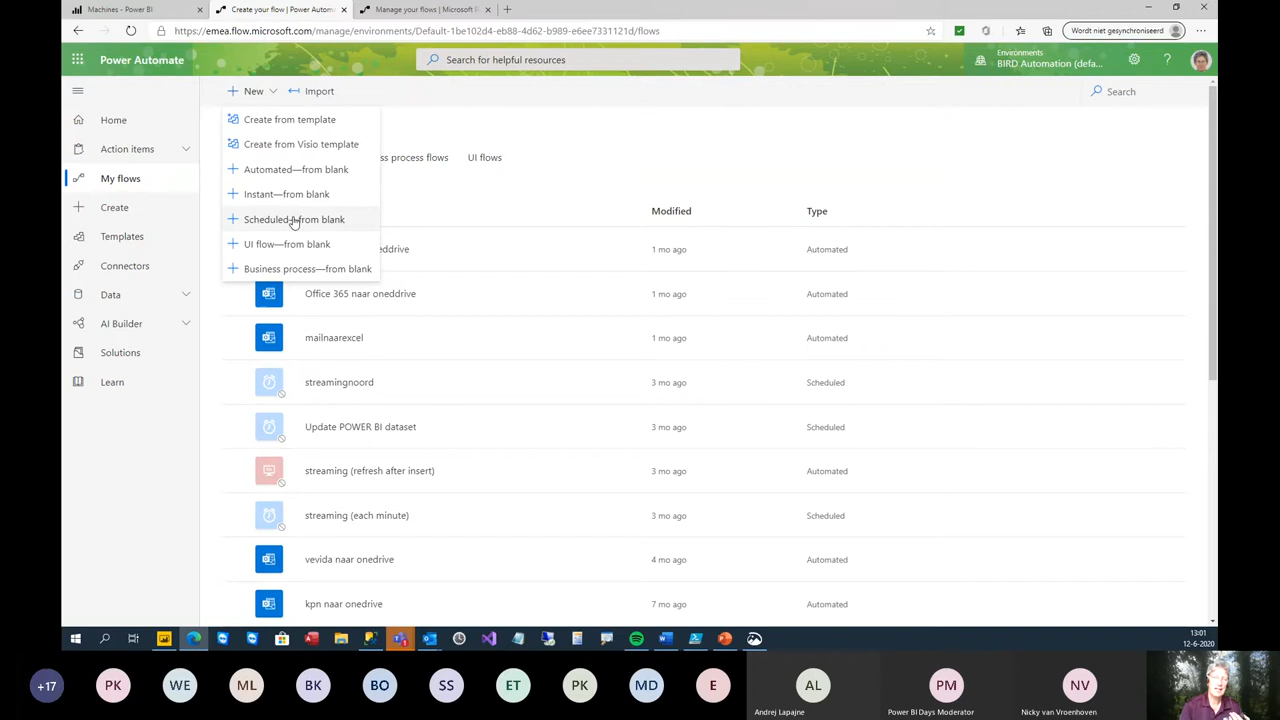 Machines - Power BI
Create your flow | Power Automa
Manage your flows | Microsoft
https://emea.flow.microsoft.com/manage/environments/Default-1be102d4-eb88-4d62-b989-e6ee7331121d/flows
Wordt niet gesynchroniseerd
Power Automate
Search for helpful resources
Environments
BIRD Automation (defa...
?
New
Import
Search
Home
Action items
My flows
Create
Templates
Connectors
Data
AI Builder
Solutions
Learn
Create from template
Create from Visio template
Automated—from blank
Instant—from blank
Scheduled—from blank
UI flow—from blank
Business process—from blank
ss process flows UI flows
Modified Type
eddrive 1 mo ago Automated
Office 365 naar onedrive 1 mo ago Automated
mailnaarexcel 1 mo ago Automated
streamingnoord 3 mo ago Scheduled
Update POWER BI dataset 3 mo ago Scheduled
streaming (refresh after insert) 3 mo ago Automated
streaming (each minute) 3 mo ago Scheduled
vevida naar onedrive 4 mo ago Automated
kpn naar onedrive 7 mo ago Automated
13:01
12-6-2020
+17 PK WE ML BK BO SS ET PK MD E AL PM NV
Andrej Lapajne Power BI Days Moderator Nicky van Vroenhoven